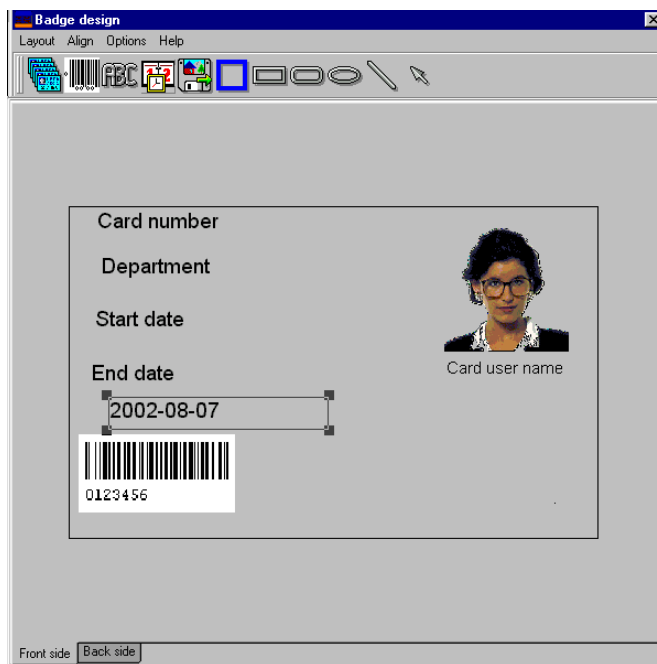 Badge design
Layout Align Options Help
ABC
Card number
Department
Start date
Card user name
End date
2002-08-07
0123456
Front side Back side